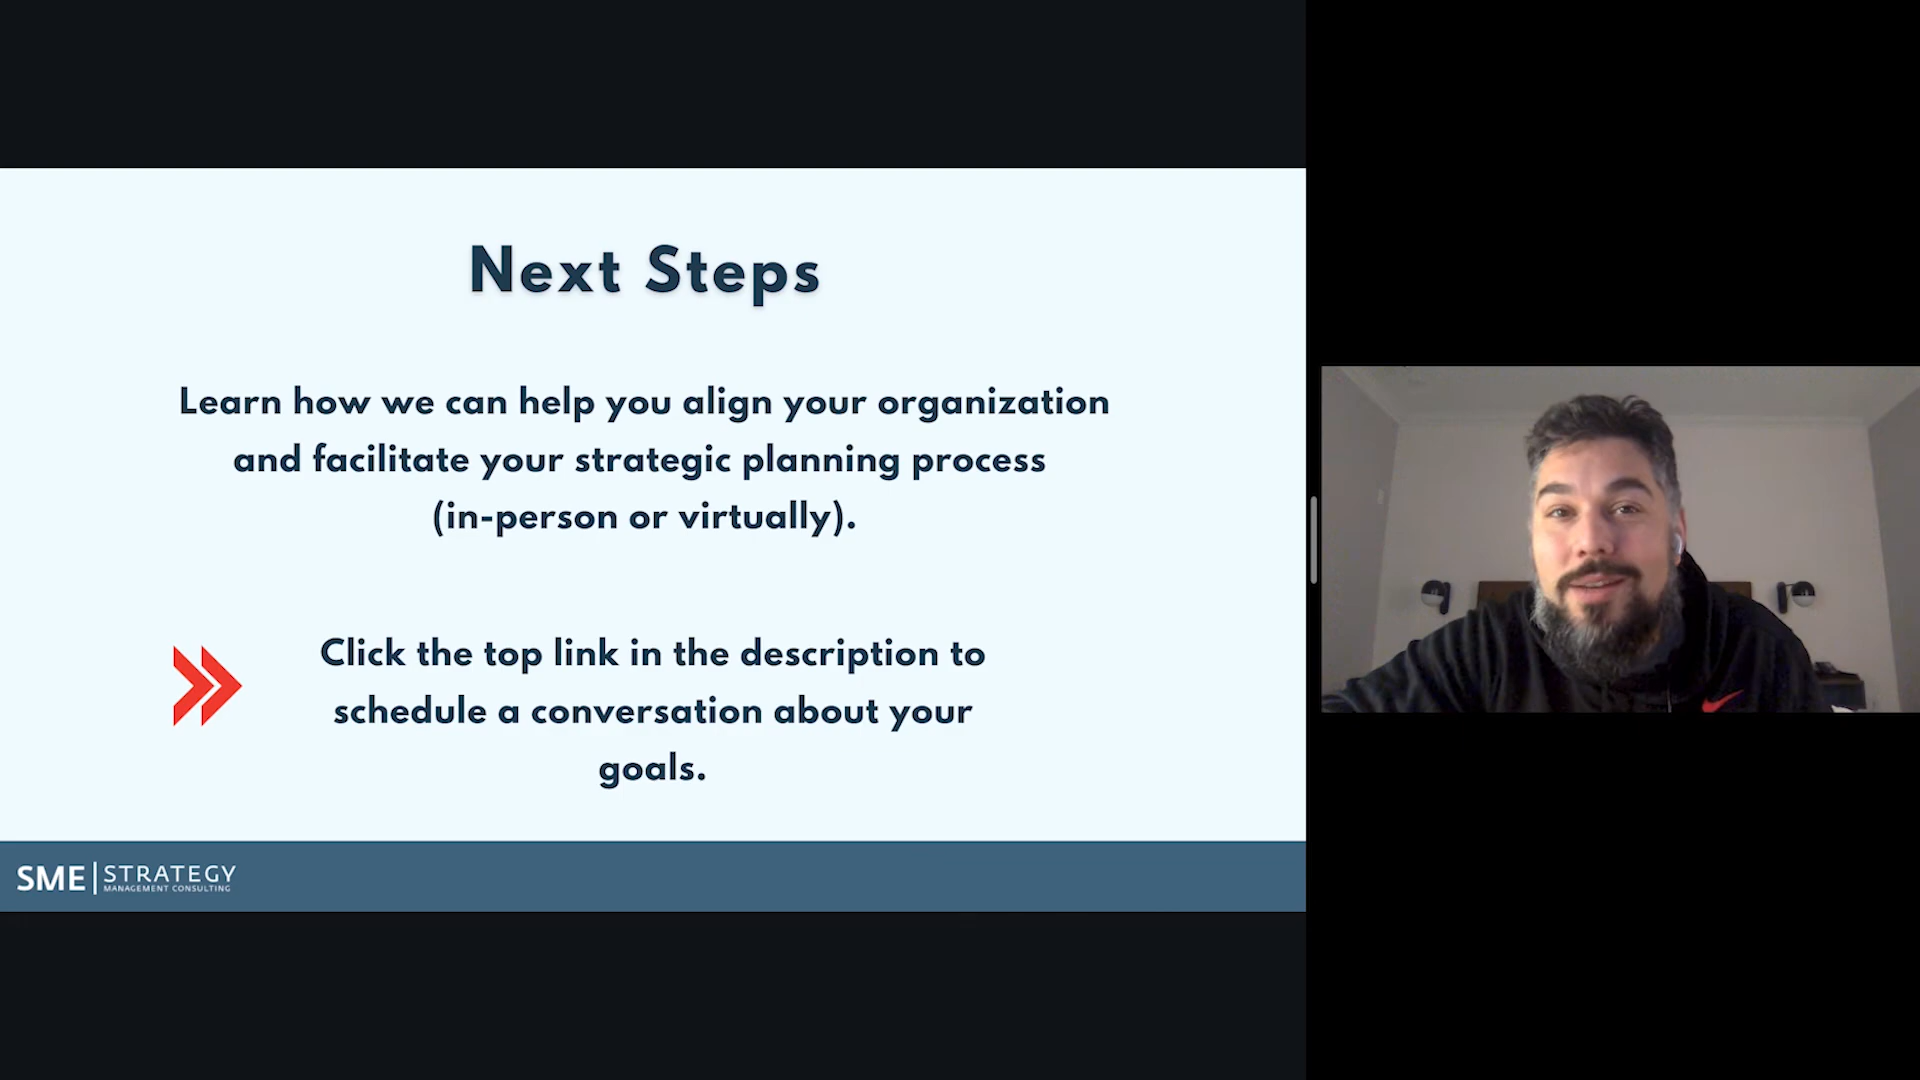 Next Steps
Learn how we can help you align your organization
and facilitate your strategic planning process
(in-person or virtually).
Click the top link in the description to
schedule a conversation about your
goals.
SME | STRATEGY
MANAGEMENT CONSULTING